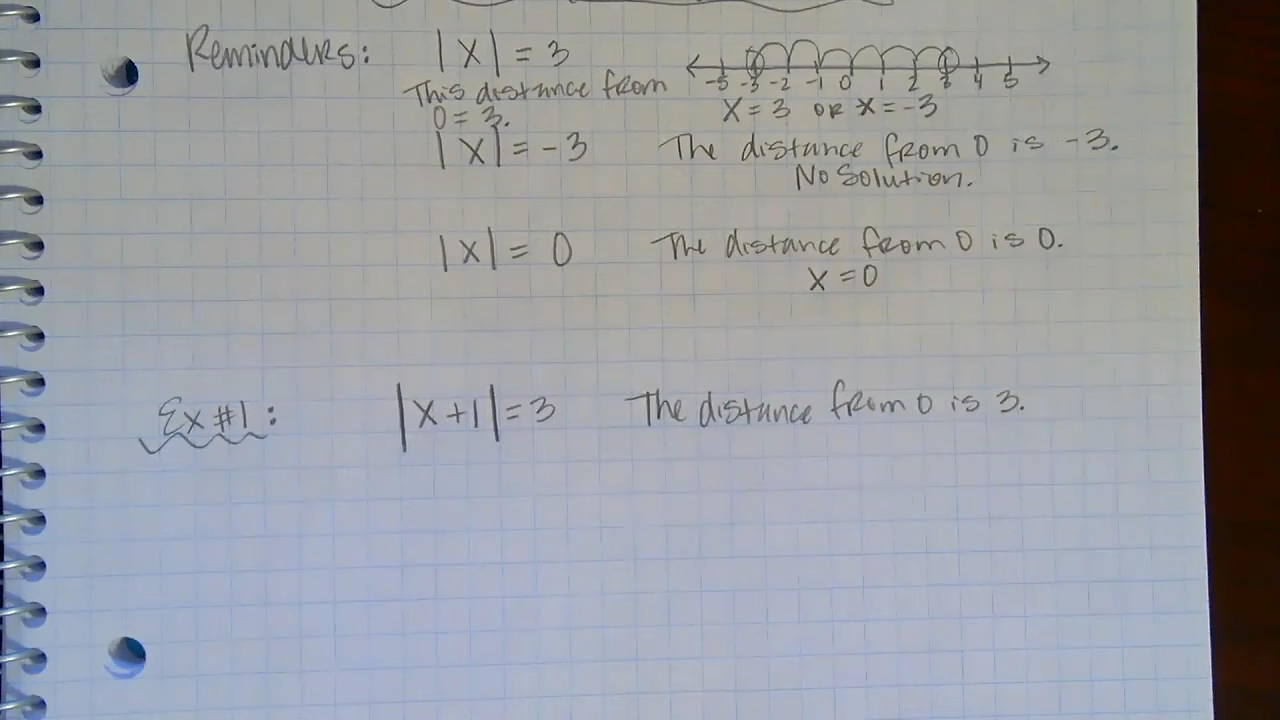 Reminders: |x| = 3
-5 -3 -2 -1 0 1 2 3 4 5
This distance from
0 = 3.
x = 3 OR x = -3
|x| = -3 The distance from 0 is -3.
No Solution.
|x| = 0 The distance from 0 is 0.
x = 0
Ex #1: |x+1| = 3 The distance from 0 is 3.